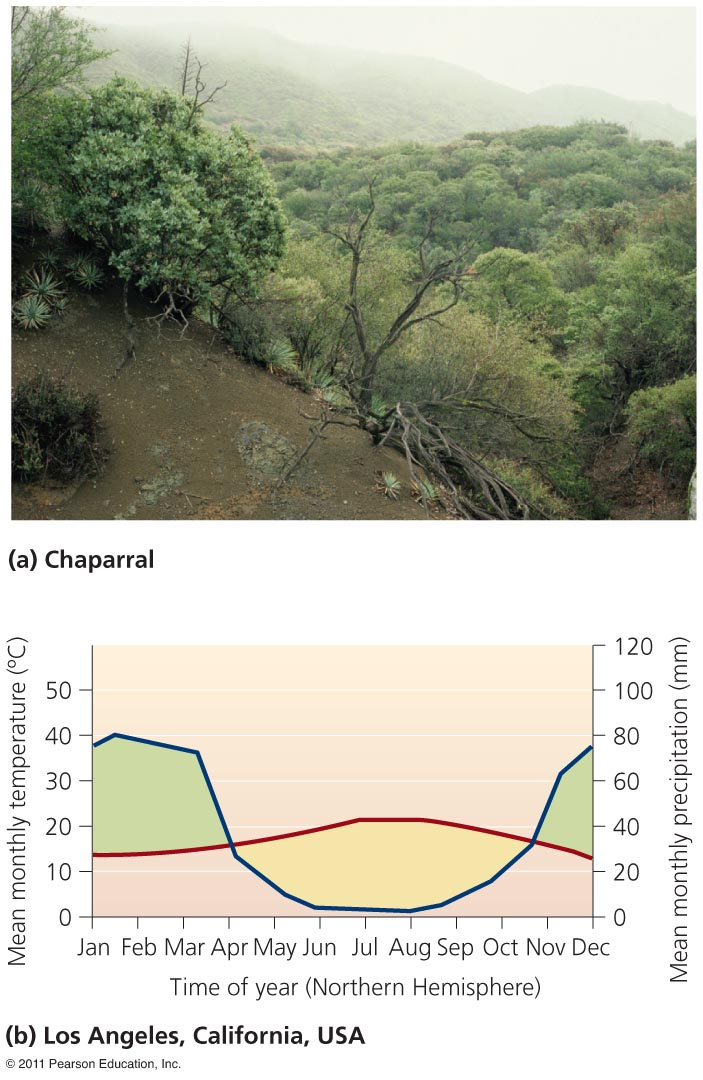 (a) Chaparral
Mean monthly temperature (ºC)
50
40
30
20
10
0
120
100
80
60
40
20
0
Mean monthly precipitation (mm)
Jan Feb Mar Apr May Jun Jul Aug Sep Oct Nov Dec
Time of year (Northern Hemisphere)
(b) Los Angeles, California, USA
© 2011 Pearson Education, Inc.